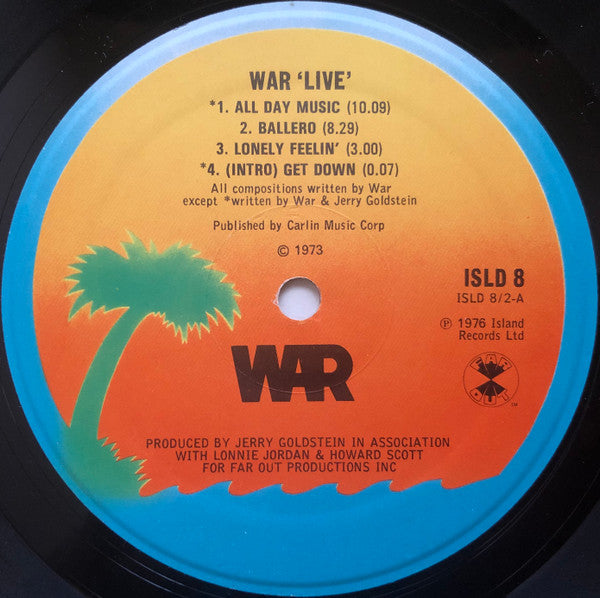 WAR ‘LIVE’
*1. ALL DAY MUSIC (10.09)
2. BALLERO (8.29)
3. LONELY FEELIN’ (3.00)
*4. (INTRO) GET DOWN (0.07)
All compositions written by War
except *written by War & Jerry Goldstein
Published by Carlin Music Corp
© 1973
ISLD 8
ISLD 8/2-A
℗ 1976 Island
Records Ltd
WAR
FAR
OUT
PRODUCED BY JERRY GOLDSTEIN IN ASSOCIATION
WITH LONNIE JORDAN & HOWARD SCOTT
FOR FAR OUT PRODUCTIONS INC